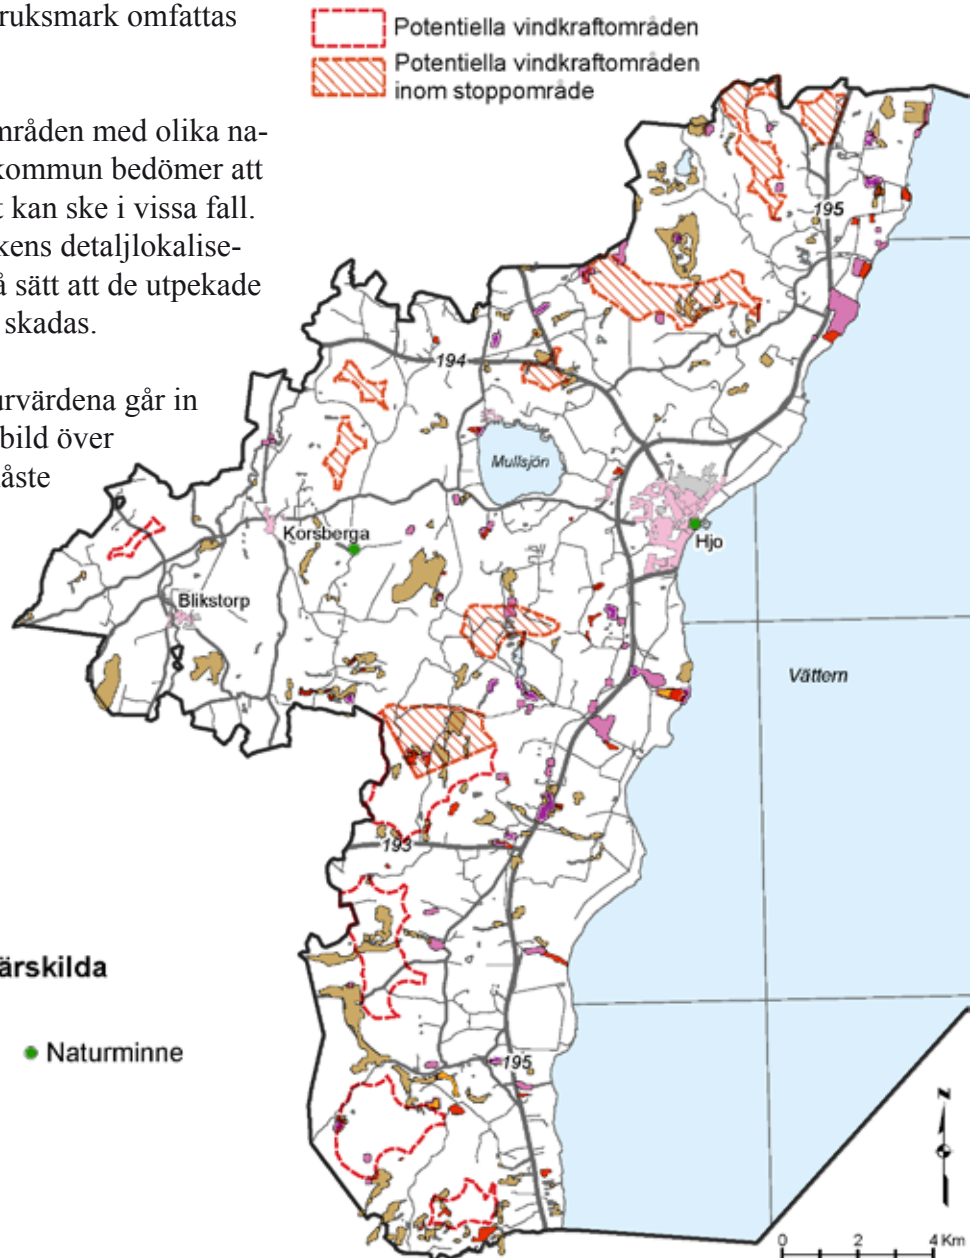 ruksmark omfattas
områden med olika na-
kommun bedömer att
t kan ske i vissa fall.
kens detaljlokalise-
å sätt att de utpekade
skadas.
urvärdena går in
bild över
åste
Potentiella vindkraftområden
Potentiella vindkraftområden
inom stoppområde
195
194
Mullsjön
Korsberga
Hjo
Blikstorp
Vättern
193
ärskilda
Naturminne
195
N
0 2 4 Km